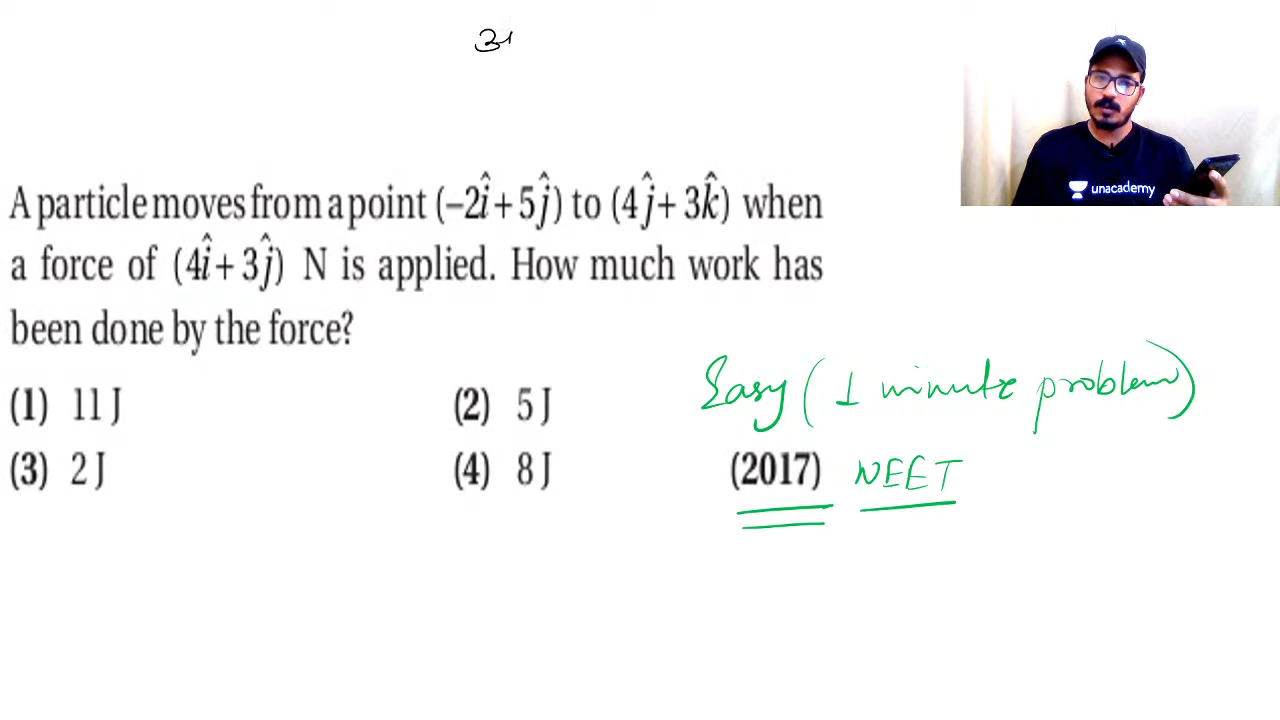 unacademy
A particle moves from a point (−2î + 5ĵ) to (4ĵ + 3k̂) when
a force of (4î + 3ĵ) N is applied. How much work has
been done by the force?
(1) 11 J (2) 5 J
Easy (1 minute problem)
(3) 2 J (4) 8 J (2017) NEET